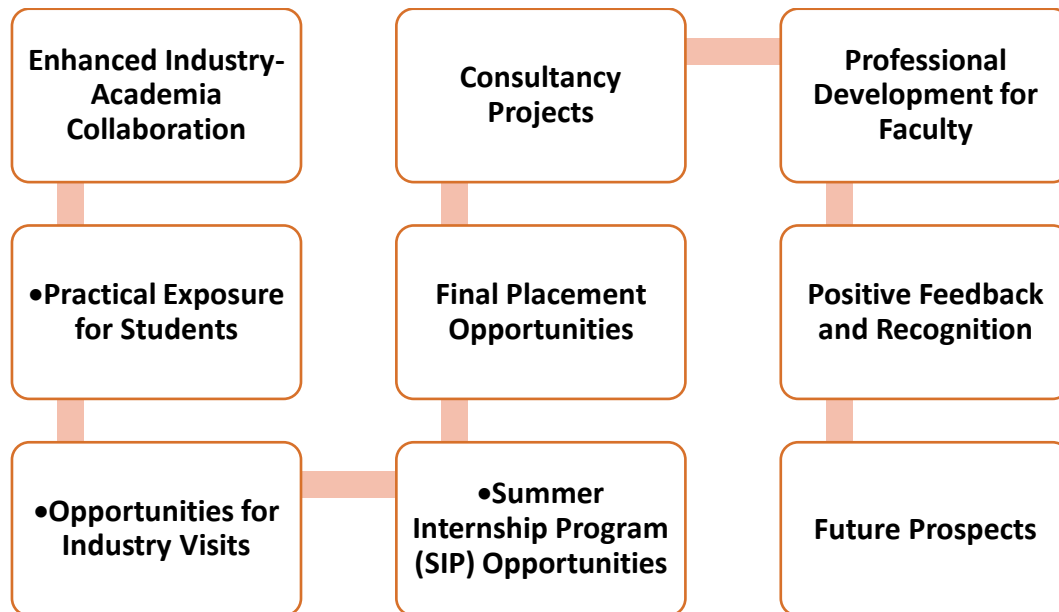 Enhanced Industry-
Academia
Collaboration
•Practical Exposure
for Students
•Opportunities for
Industry Visits
•Summer
Internship Program
(SIP) Opportunities
Final Placement
Opportunities
Consultancy
Projects
Professional
Development for
Faculty
Positive Feedback
and Recognition
Future Prospects